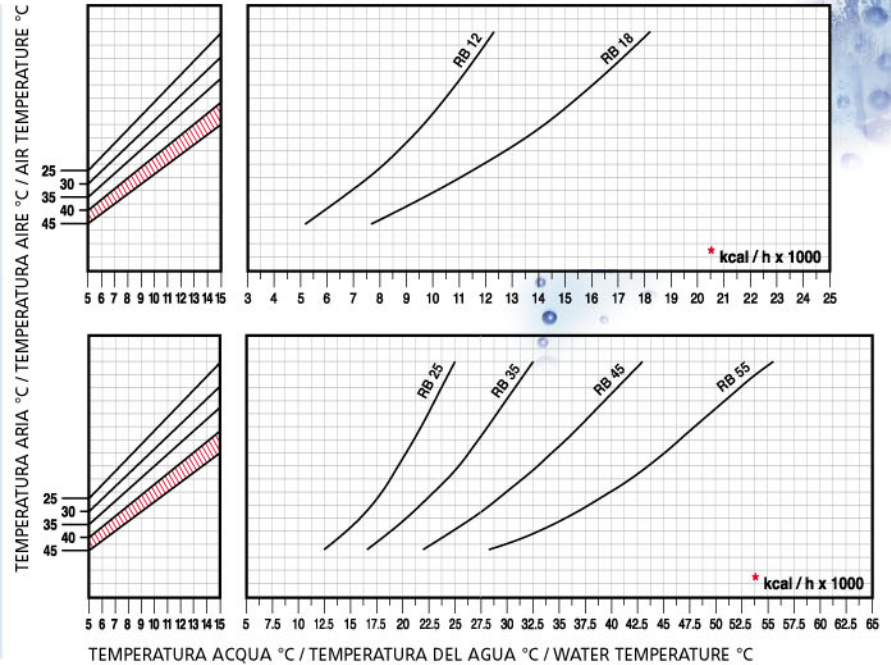 TEMPERATURA ARIA °C / TEMPERATURA AIRE °C / AIR TEMPERATURE °C
RB 12
RB 18
25
30
35
40
45
* kcal / h x 1000
5 6 7 8 9 10 11 12 13 14 15
3 4 5 6 7 8 9 10 11 12 13 14 15 16 17 18 19 20 21 22 23 24 25
RB 25
RB 35
RB 45
RB 55
25
30
35
40
45
* kcal / h x 1000
5 6 7 8 9 10 11 12 13 14 15
5 7.5 10 12.5 15 17.5 20 22.5 25 27.5 30 32.5 35 37.5 40 42.5 45 47.5 50 52.5 55 57.5 60 62.5 65
TEMPERATURA ACQUA °C / TEMPERATURA DEL AGUA °C / WATER TEMPERATURE °C